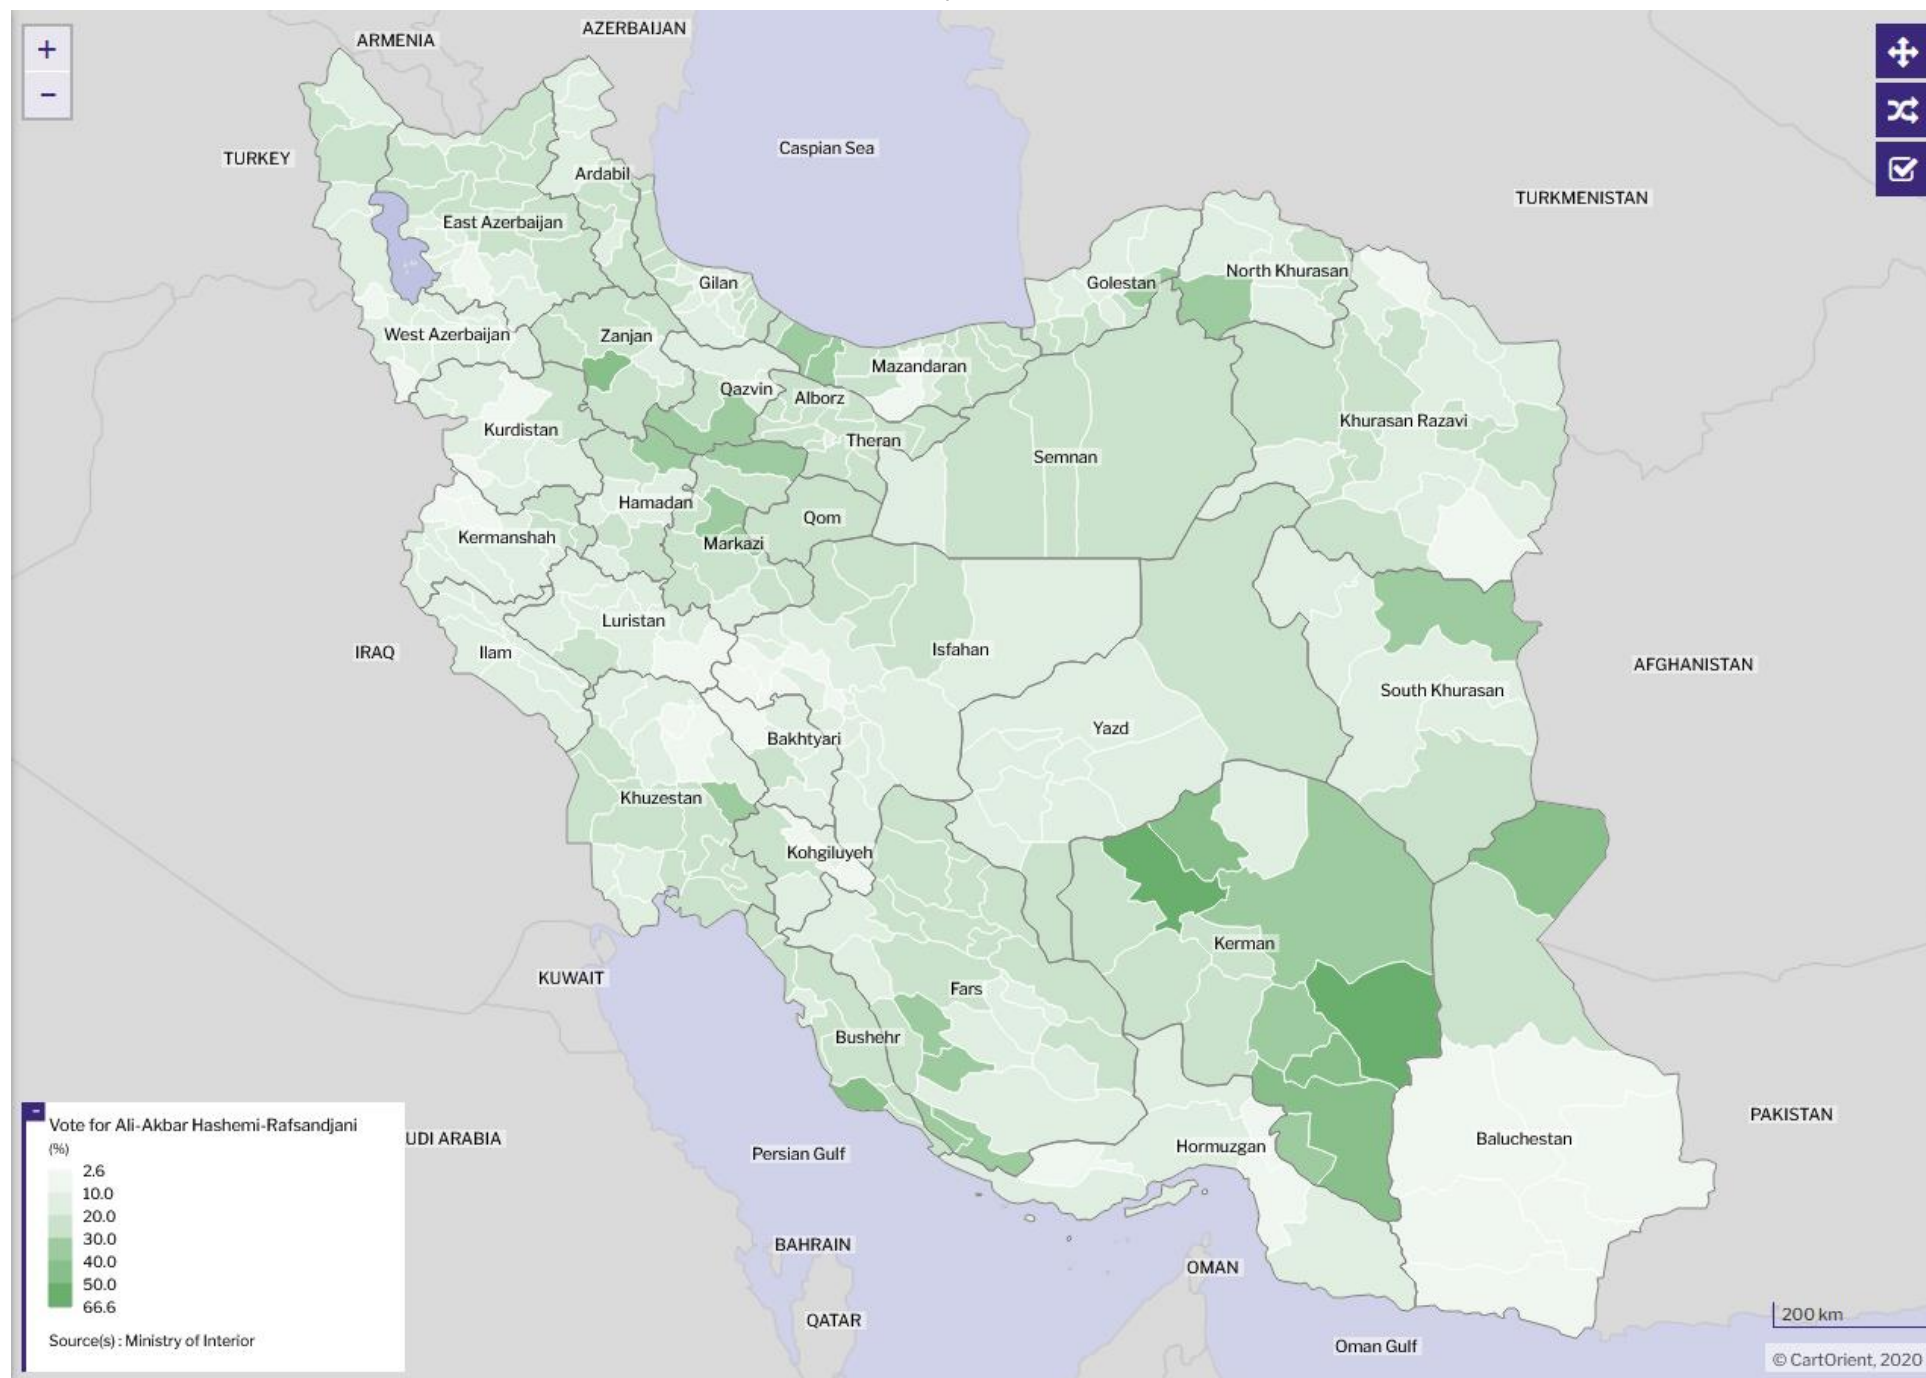 +
−
ARMENIA
AZERBAIJAN
Caspian Sea
TURKEY
TURKMENISTAN
Ardabil
East Azerbaijan
Gilan
Golestan
North Khurasan
West Azerbaijan
Zanjan
Mazandaran
Qazvin
Alborz
Kurdistan
Theran
Khurasan Razavi
Semnan
Hamadan
Qom
Kermanshah
Markazi
Luristan
IRAQ
Ilam
Isfahan
AFGHANISTAN
South Khurasan
Yazd
Bakhtyari
Khuzestan
Kohgiluyeh
Kerman
KUWAIT
Fars
Bushehr
PAKISTAN
UDI ARABIA
Persian Gulf
Hormuzgan
Baluchestan
BAHRAIN
OMAN
QATAR
Oman Gulf
−
Vote for Ali-Akbar Hashemi-Rafsandjani
(%)
2.6
10.0
20.0
30.0
40.0
50.0
66.6
Source(s) : Ministry of Interior
200 km
© CartOrient, 2020